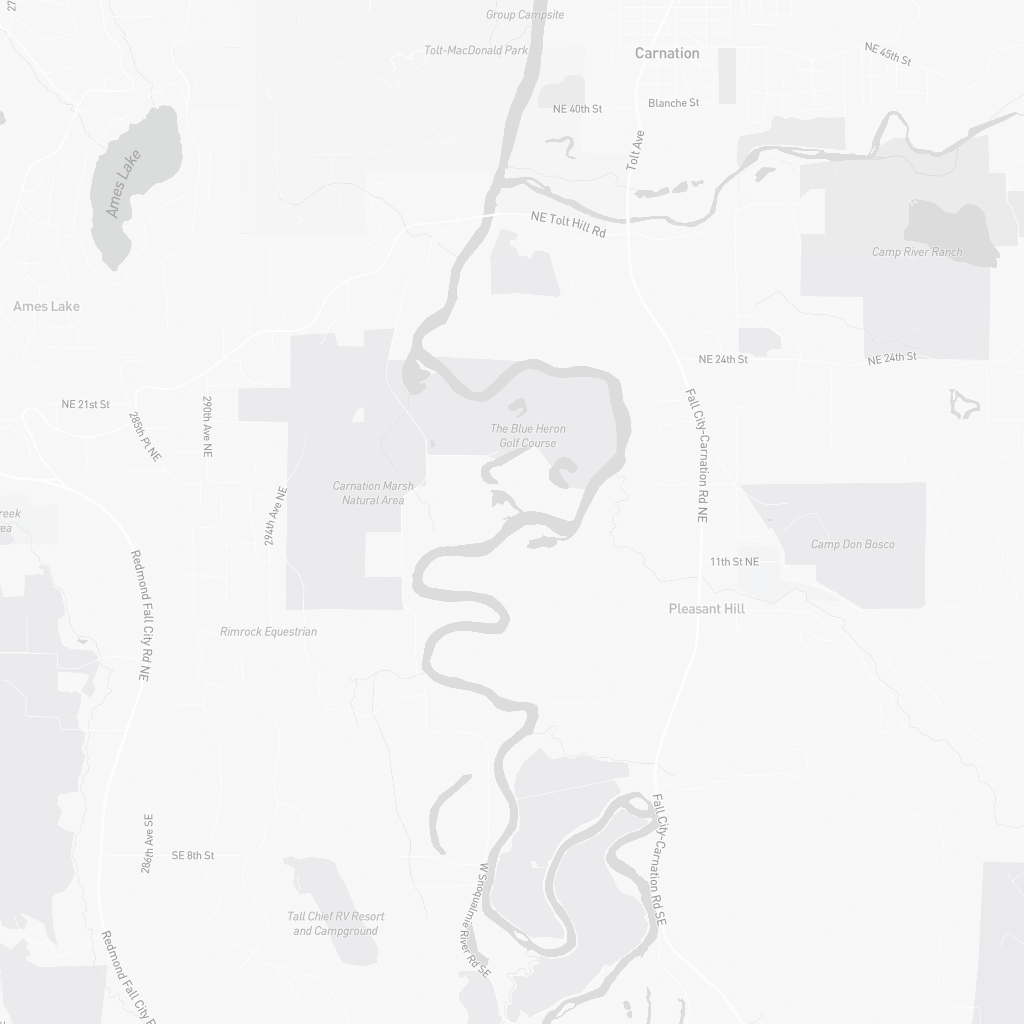 27
Group Campsite
Tolt-MacDonald Park
Carnation
NE 45th St
NE 40th St
Blanche St
Tolt Ave
Ames Lake
NE Tolt Hill Rd
Camp River Ranch
Ames Lake
NE 24th St
NE 24th St
NE 21st St
285th Pl NE
290th Ave NE
The Blue Heron
Golf Course
Fall City-Carnation Rd NE
Carnation Marsh
Natural Area
294th Ave NE
reek
rea
Camp Don Bosco
11th St NE
Redmond Fall City Rd NE
Pleasant Hill
Rimrock Equestrian
Fall City-Carnation Rd SE
286th Ave SE
SE 8th St
W Snoqualmie River Rd SE
Tall Chief RV Resort
and Campground
Redmond Fall City R